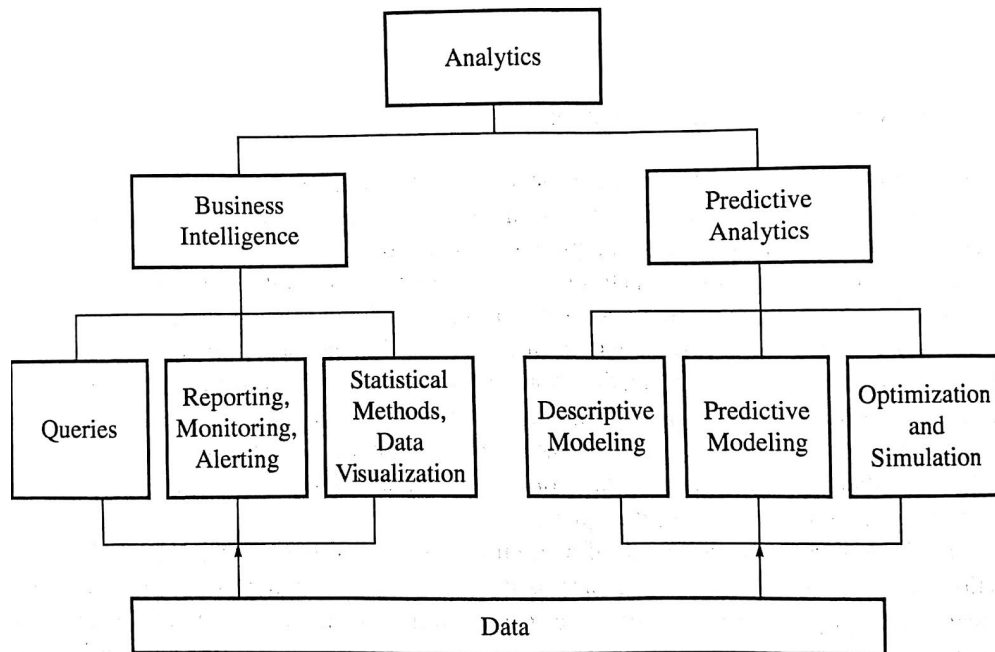 Analytics
Business
Intelligence
Predictive
Analytics
Queries
Reporting,
Monitoring,
Alerting
Statistical
Methods,
Data
Visualization
Descriptive
Modeling
Predictive
Modeling
Optimization
and
Simulation
Data